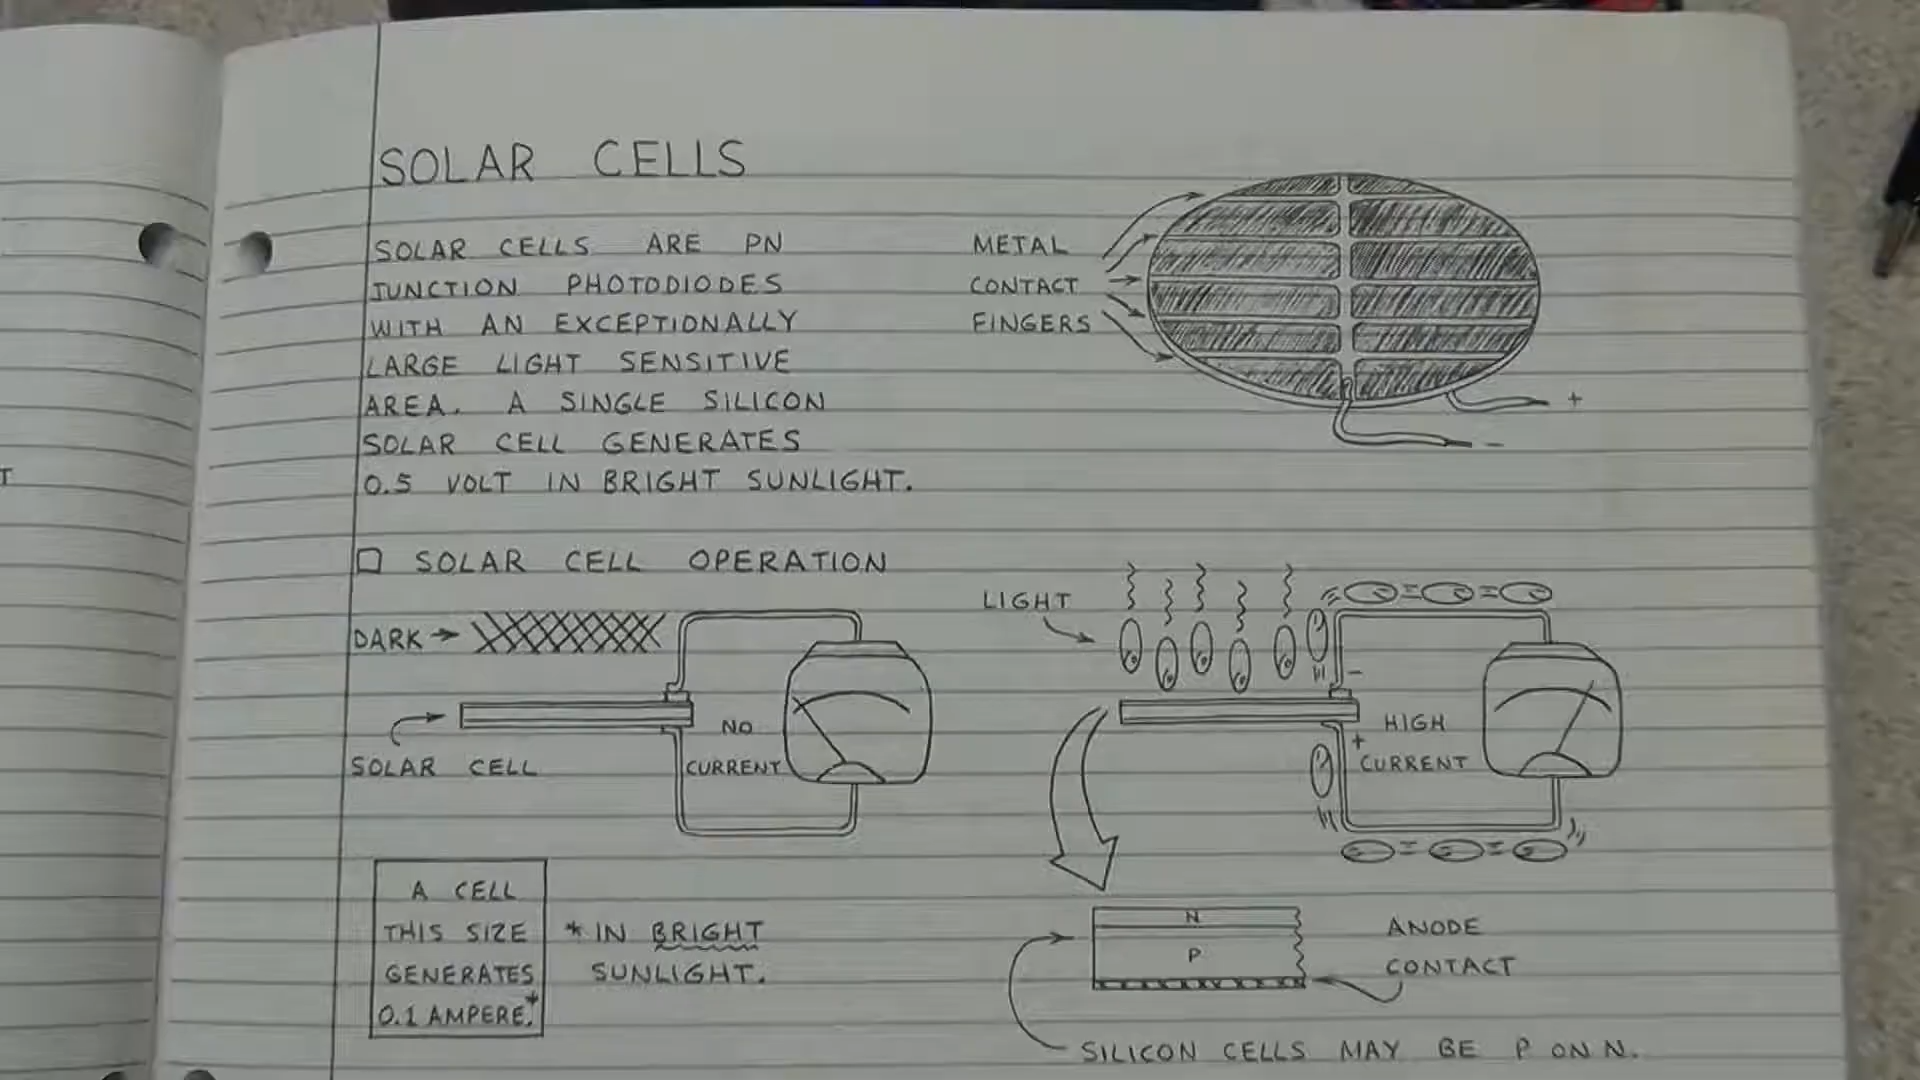 SOLAR CELLS
SOLAR CELLS ARE PN
JUNCTION PHOTODIODES
WITH AN EXCEPTIONALLY
LARGE LIGHT SENSITIVE
AREA. A SINGLE SILICON
SOLAR CELL GENERATES
0.5 VOLT IN BRIGHT SUNLIGHT.
METAL
CONTACT
FINGERS
+
-
T
□ SOLAR CELL OPERATION
DARK →
SOLAR CELL
NO
CURRENT
LIGHT
-
+
HIGH
CURRENT
A CELL
THIS SIZE
GENERATES
0.1 AMPERE.*
* IN BRIGHT
SUNLIGHT.
N
P
ANODE
CONTACT
SILICON CELLS MAY BE P ON N.